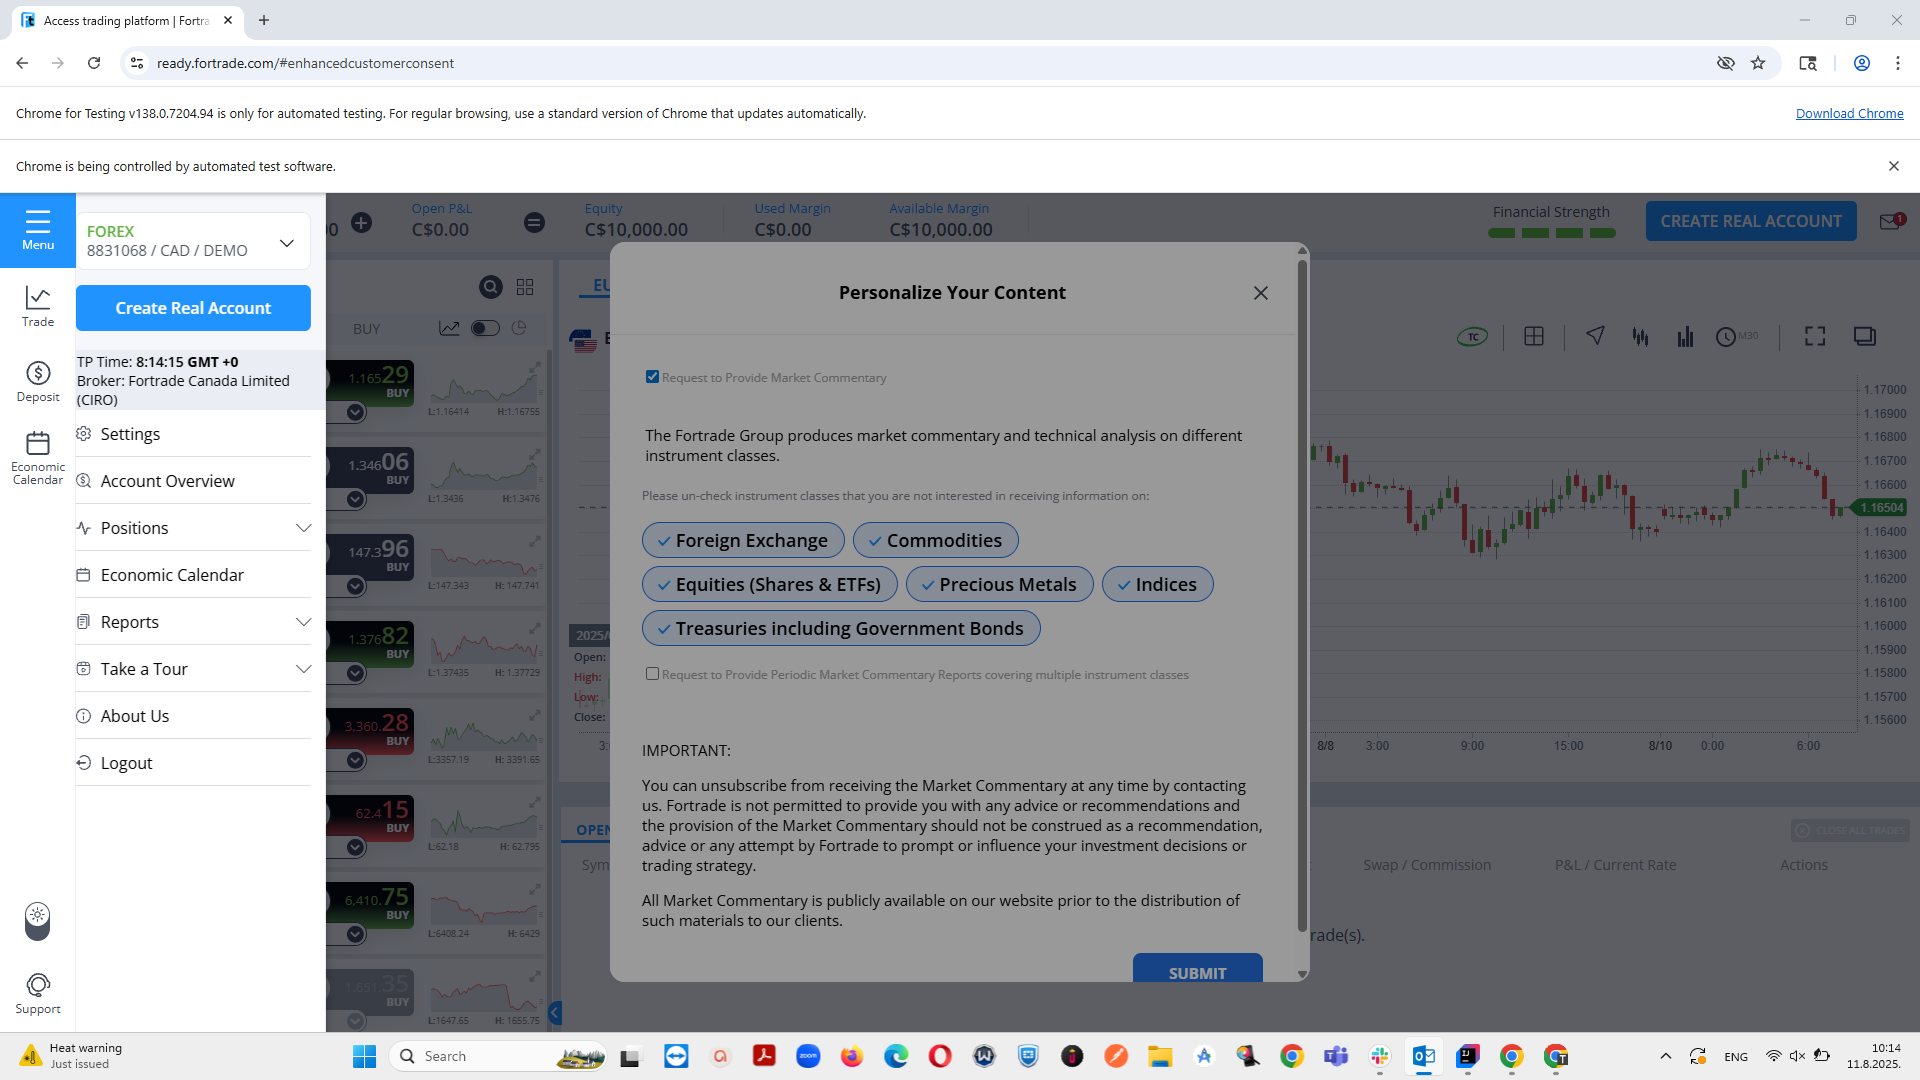 Access trading platform | Fortra
ready.fortrade.com/#enhancedcustomerconsent
Chrome for Testing v138.0.7204.94 is only for automated testing. For regular browsing, use a standard version of Chrome that updates automatically.
Download Chrome
Chrome is being controlled by automated test software.
Menu
Trade
Deposit
Economic
Calendar
Support
FOREX
8831068 / CAD / DEMO
Create Real Account
TP Time: 8:14:15 GMT +0
Broker: Fortrade Canada Limited
(CIRO)
Settings
Account Overview
Positions
Economic Calendar
Reports
Take a Tour
About Us
Logout
Open P&L
C$0.00
Equity
C$10,000.00
Used Margin
C$0.00
Available Margin
C$10,000.00
Financial Strength
CREATE REAL ACCOUNT
1
BUY
1.16529
BUY
L:1.16414 H:1.16755
1.34606
BUY
L:1.3436 H:1.3476
147.396
BUY
L:147.343 H: 147.741
1.37682
BUY
L:1.37435 H: 1.37729
3,360.28
BUY
L:3357.19 H: 3391.65
62.415
BUY
L:62.18 H: 62.795
6,410.75
BUY
L:6408.24 H: 6429
1,651.35
BUY
L:1647.65 H: 1655.75
EU
TC
M30
2025/
Open:
High:
Low:
Close:
Personalize Your Content
Request to Provide Market Commentary
The Fortrade Group produces market commentary and technical analysis on different
instrument classes.
Please un-check instrument classes that you are not interested in receiving information on:
Foreign Exchange
Commodities
Equities (Shares & ETFs)
Precious Metals
Indices
Treasuries including Government Bonds
Request to Provide Periodic Market Commentary Reports covering multiple instrument classes
IMPORTANT:
You can unsubscribe from receiving the Market Commentary at any time by contacting
us. Fortrade is not permitted to provide you with any advice or recommendations and
the provision of the Market Commentary should not be construed as a recommendation,
advice or any attempt by Fortrade to prompt or influence your investment decisions or
trading strategy.
All Market Commentary is publicly available on our website prior to the distribution of
such materials to our clients.
SUBMIT
1.17000
1.16900
1.16800
1.16700
1.16600
1.16504
1.16400
1.16300
1.16200
1.16100
1.16000
1.15900
1.15800
1.15700
1.15600
8/8 3:00 9:00 15:00 8/10 0:00 6:00
OPEN
CLOSE ALL TRADES
Sym
Swap / Commission
P&L / Current Rate
Actions
rade(s).
Heat warning
Just issued
Search
zoom
ENG
10:14
11.8.2025.